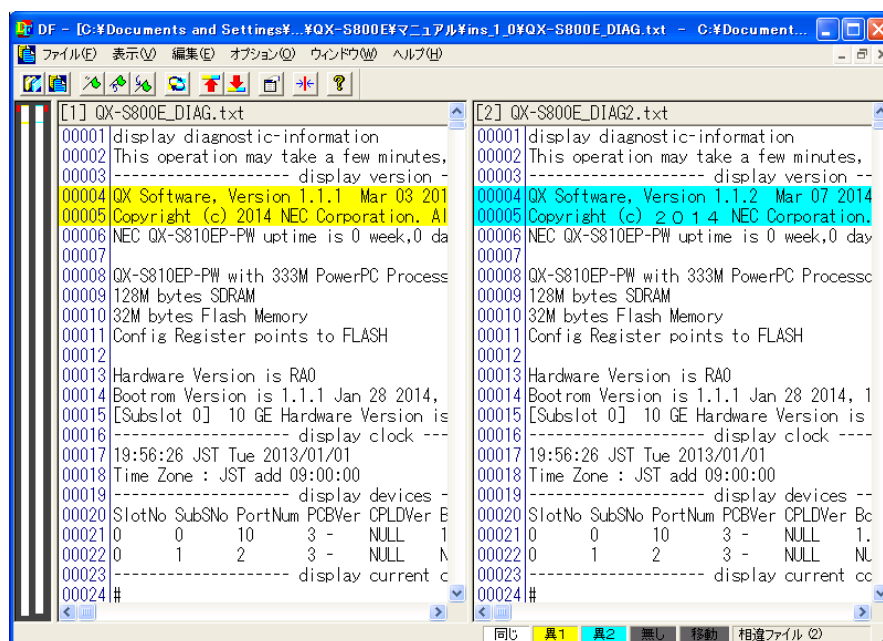 DF - [C:¥Documents and Settings¥...¥QX-S800E¥マニュアル¥ins_1_0¥QX-S800E_DIAG.txt - C:¥Document...
ファイル(F) 表示(V) 編集(E) オプション(O) ウィンドウ(W) ヘルプ(H)
[1] QX-S800E_DIAG.txt
00001 display diagnostic-information
00002 This operation may take a few minutes,
00003 -------------------- display version -
00004 QX Software, Version 1.1.1 Mar 03 201
00005 Copyright (c) 2014 NEC Corporation. Al
00006 NEC QX-S810EP-PW uptime is 0 week,0 da
00007
00008 QX-S810EP-PW with 333M PowerPC Process
00009 128M bytes SDRAM
00010 32M bytes Flash Memory
00011 Config Register points to FLASH
00012
00013 Hardware Version is RA0
00014 Bootrom Version is 1.1.1 Jan 28 2014,
00015 [Subslot 0] 10 GE Hardware Version is
00016 -------------------- display clock ---
00017 19:56:26 JST Tue 2013/01/01
00018 Time Zone : JST add 09:00:00
00019 -------------------- display devices -
00020 SlotNo SubSNo PortNum PCBVer CPLDVer B
00021 0 0 10 3 - NULL 1
00022 0 1 2 3 - NULL N
00023 -------------------- display current c
00024 #
[2] QX-S800E_DIAG2.txt
00001 display diagnostic-information
00002 This operation may take a few minutes,
00003 -------------------- display version --
00004 QX Software, Version 1.1.2 Mar 07 2014
00005 Copyright (c) ２０１４ NEC Corporation.
00006 NEC QX-S810EP-PW uptime is 0 week,0 day
00007
00008 QX-S810EP-PW with 333M PowerPC Processo
00009 128M bytes SDRAM
00010 32M bytes Flash Memory
00011 Config Register points to FLASH
00012
00013 Hardware Version is RA0
00014 Bootrom Version is 1.1.1 Jan 28 2014, 1
00015 [Subslot 0] 10 GE Hardware Version is
00016 -------------------- display clock ----
00017 19:56:26 JST Tue 2013/01/01
00018 Time Zone : JST add 09:00:00
00019 -------------------- display devices --
00020 SlotNo SubSNo PortNum PCBVer CPLDVer Bo
00021 0 0 10 3 - NULL 1.
00022 0 1 2 3 - NULL NU
00023 -------------------- display current co
00024 #
同じ 異1 異2 無し 移動 相違ファイル (2)